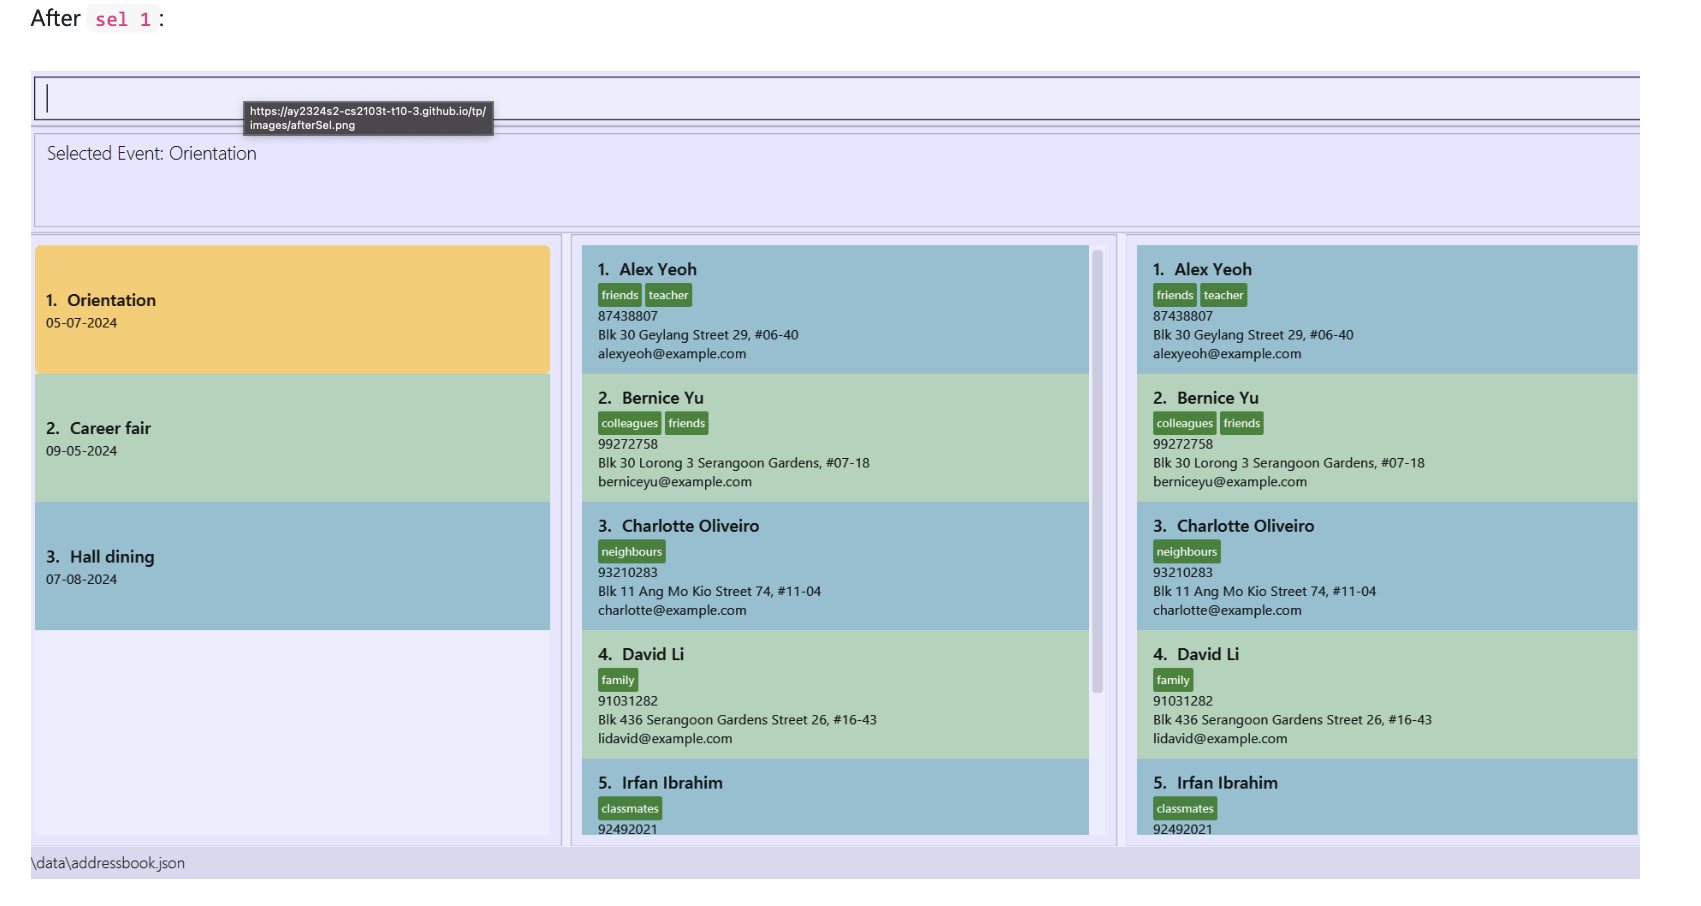 After sel 1:
https://ay2324s2-cs2103t-t10-3.github.io/tp/
images/afterSel.png
Selected Event: Orientation
1. Orientation
05-07-2024
2. Career fair
09-05-2024
3. Hall dining
07-08-2024
1. Alex Yeoh
friends teacher
87438807
Blk 30 Geylang Street 29, #06-40
alexyeoh@example.com
2. Bernice Yu
colleagues friends
99272758
Blk 30 Lorong 3 Serangoon Gardens, #07-18
berniceyu@example.com
3. Charlotte Oliveiro
neighbours
93210283
Blk 11 Ang Mo Kio Street 74, #11-04
charlotte@example.com
4. David Li
family
91031282
Blk 436 Serangoon Gardens Street 26, #16-43
lidavid@example.com
5. Irfan Ibrahim
classmates
92492021
1. Alex Yeoh
friends teacher
87438807
Blk 30 Geylang Street 29, #06-40
alexyeoh@example.com
2. Bernice Yu
colleagues friends
99272758
Blk 30 Lorong 3 Serangoon Gardens, #07-18
berniceyu@example.com
3. Charlotte Oliveiro
neighbours
93210283
Blk 11 Ang Mo Kio Street 74, #11-04
charlotte@example.com
4. David Li
family
91031282
Blk 436 Serangoon Gardens Street 26, #16-43
lidavid@example.com
5. Irfan Ibrahim
classmates
92492021
\data\addressbook.json